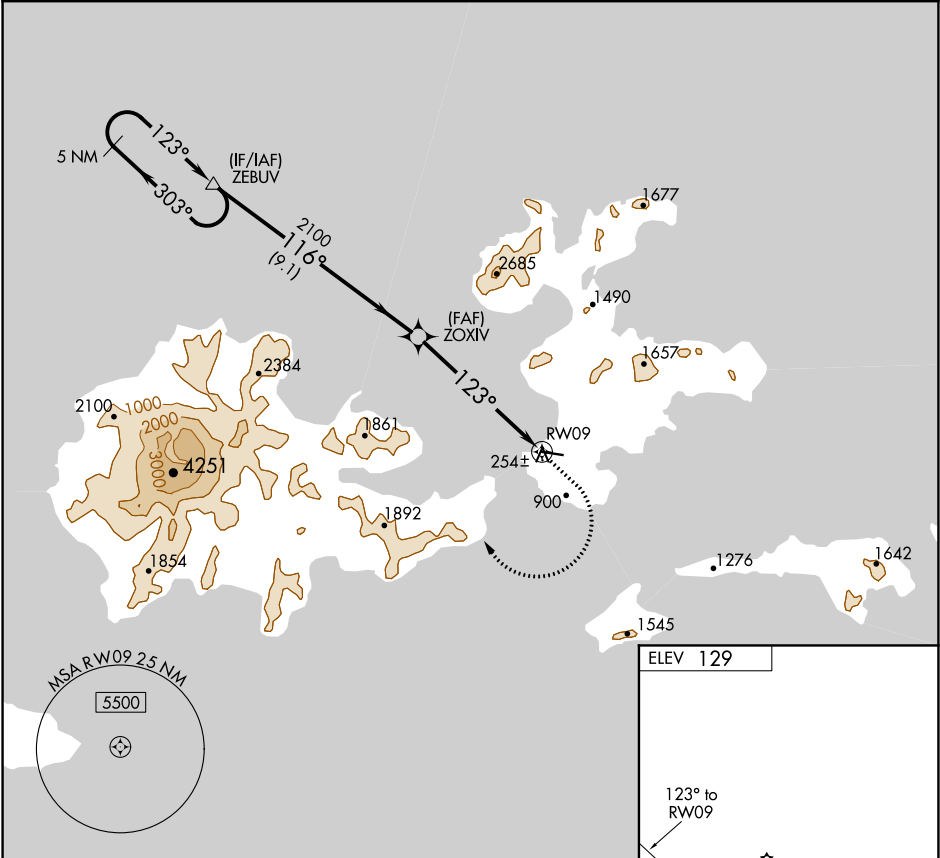 123°
5 NM
(IF/IAF)
ZEBUV
303°
2100
116°
(9.1)
1677
2685
1490
(FAF)
ZOXIV
1657
2384
123°
2100
1000
2000
3000
4251
1861
RW09
254±
900
1892
1854
1276
1642
1545
MSA RW09 25 NM
5500
ELEV 129
123° to
RW09